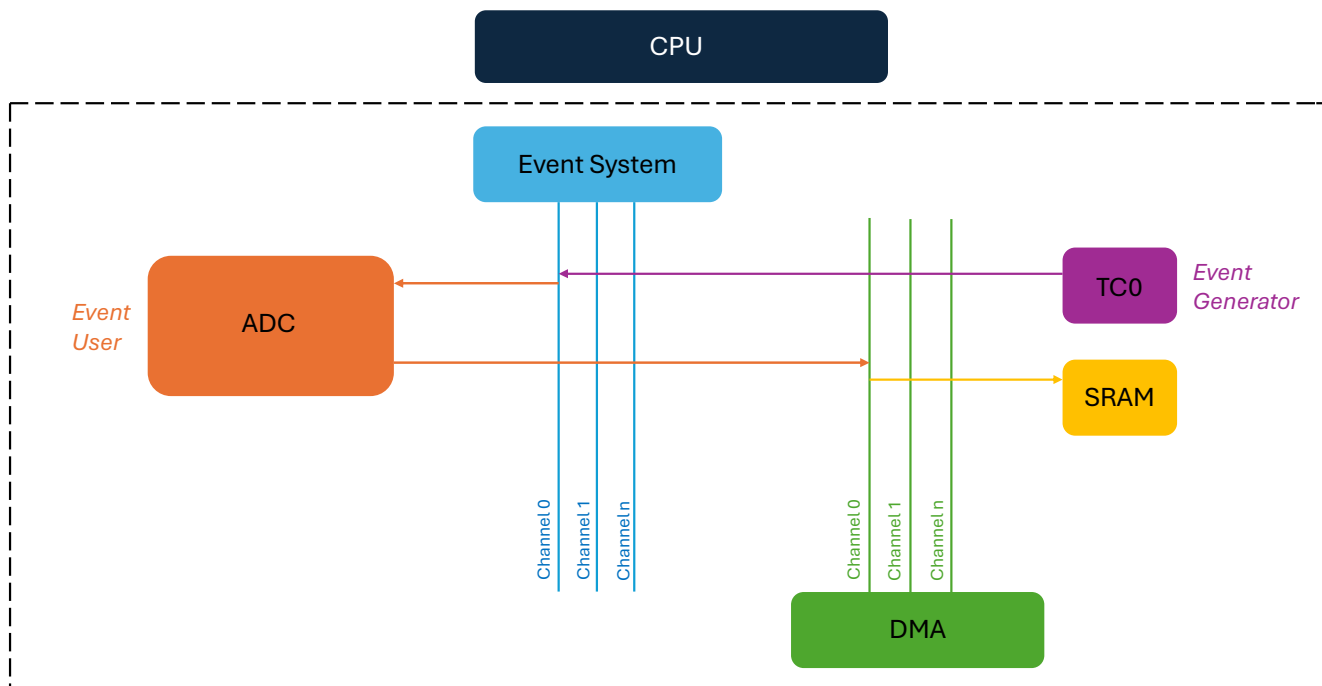 CPU
Event System
Event
User
ADC
TC0
Event
Generator
SRAM
Channel 0
Channel 1
Channel n
Channel 0
Channel 1
Channel n
DMA